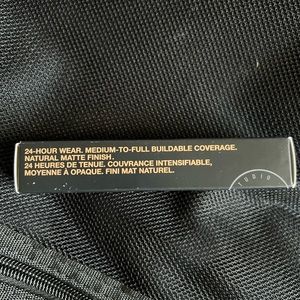 24-HOUR WEAR. MEDIUM-TO-FULL BUILDABLE COVERAGE.
NATURAL MATTE FINISH.
24 HEURES DE TENUE. COUVRANCE INTENSIFIABLE,
MOYENNE À OPAQUE. FINI MAT NATUREL.